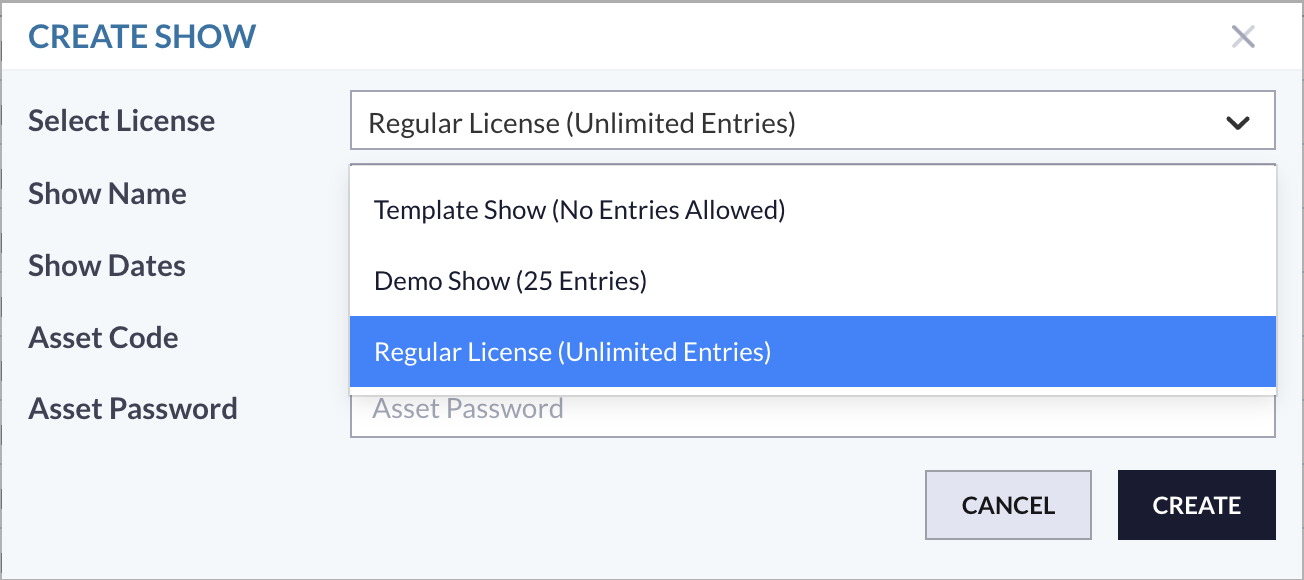 CREATE SHOW
Select License
Regular License (Unlimited Entries)
Show Name
Template Show (No Entries Allowed)
Show Dates
Demo Show (25 Entries)
Asset Code
Regular License (Unlimited Entries)
Asset Password
Asset Password
CANCEL
CREATE